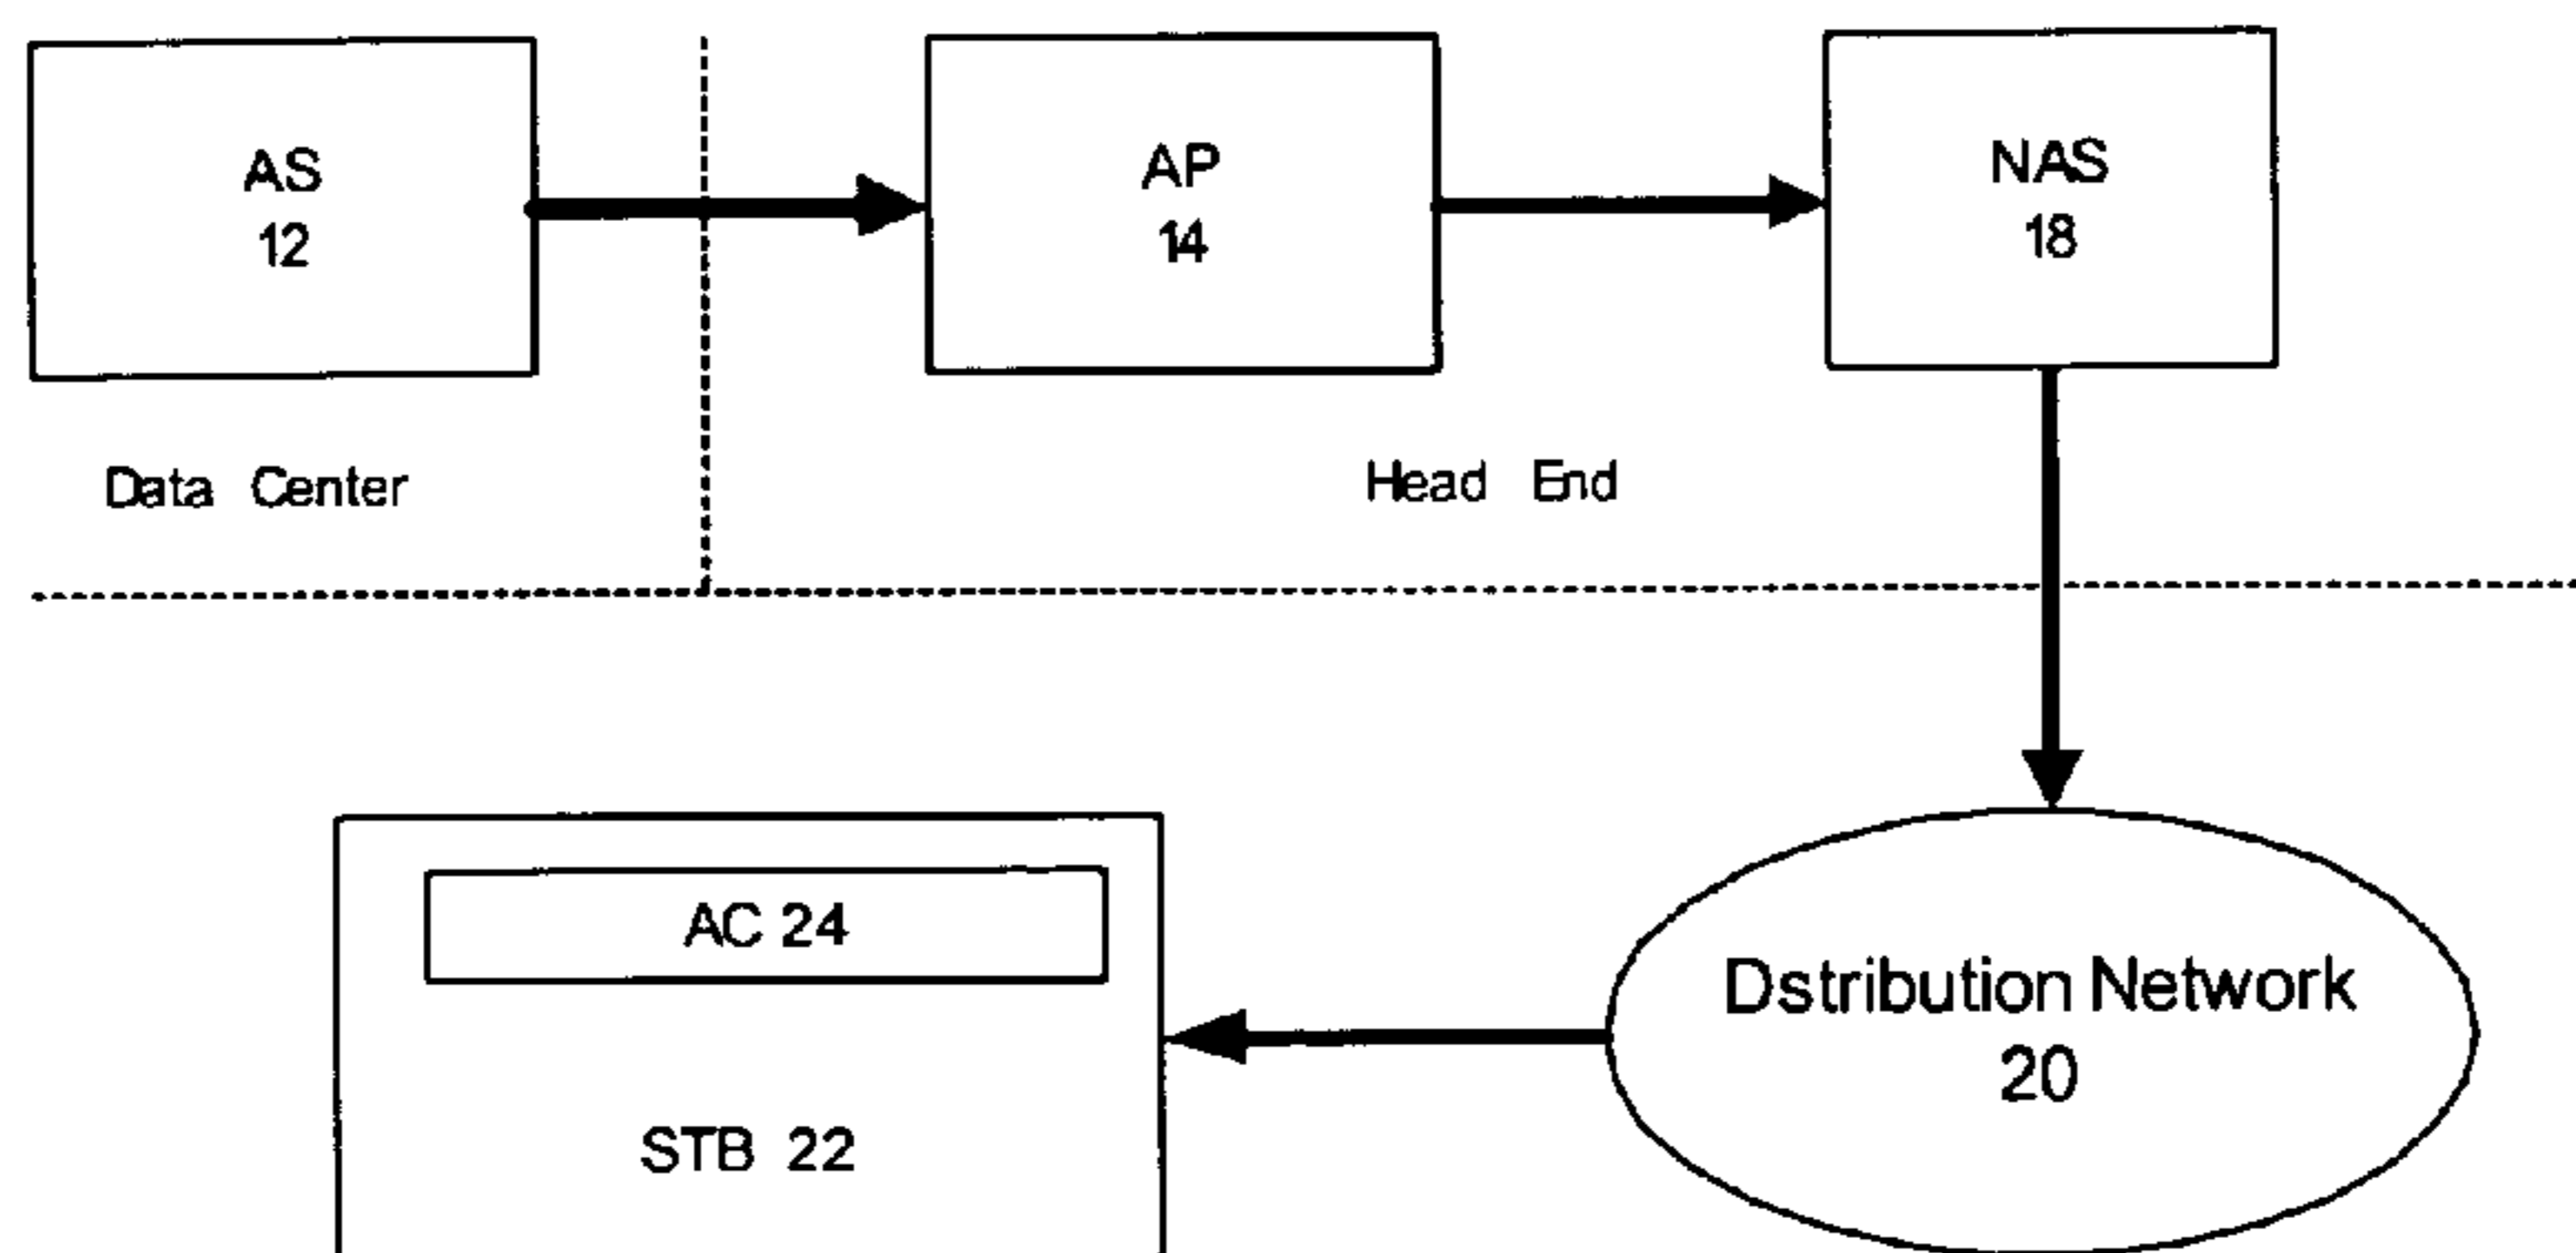 AS
12
AP
14
NAS
18
Data Center
Head End
AC 24
STB 22
Dstribution Network
20